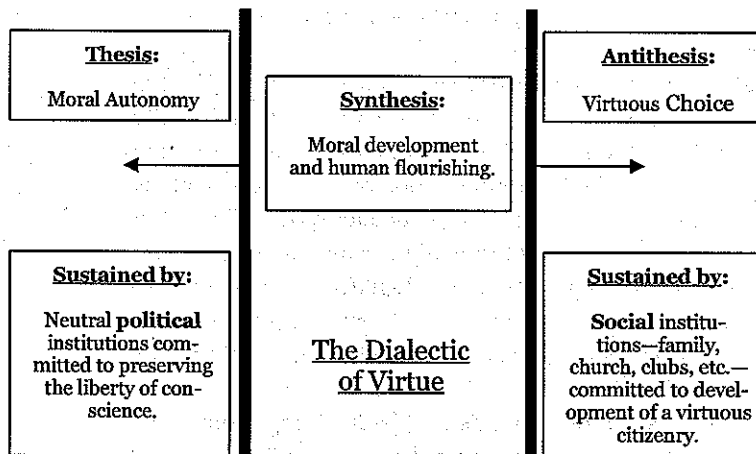 Thesis:
Moral Autonomy
Synthesis:
Moral development
and human flourishing.
Antithesis:
Virtuous Choice
Sustained by:
Neutral political
institutions com-
mitted to preserving
the liberty of con-
science.
The Dialectic
of Virtue
Sustained by:
Social institu-
tions—family,
church, clubs, etc.—
committed to devel-
opment of a virtuous
citizenry.